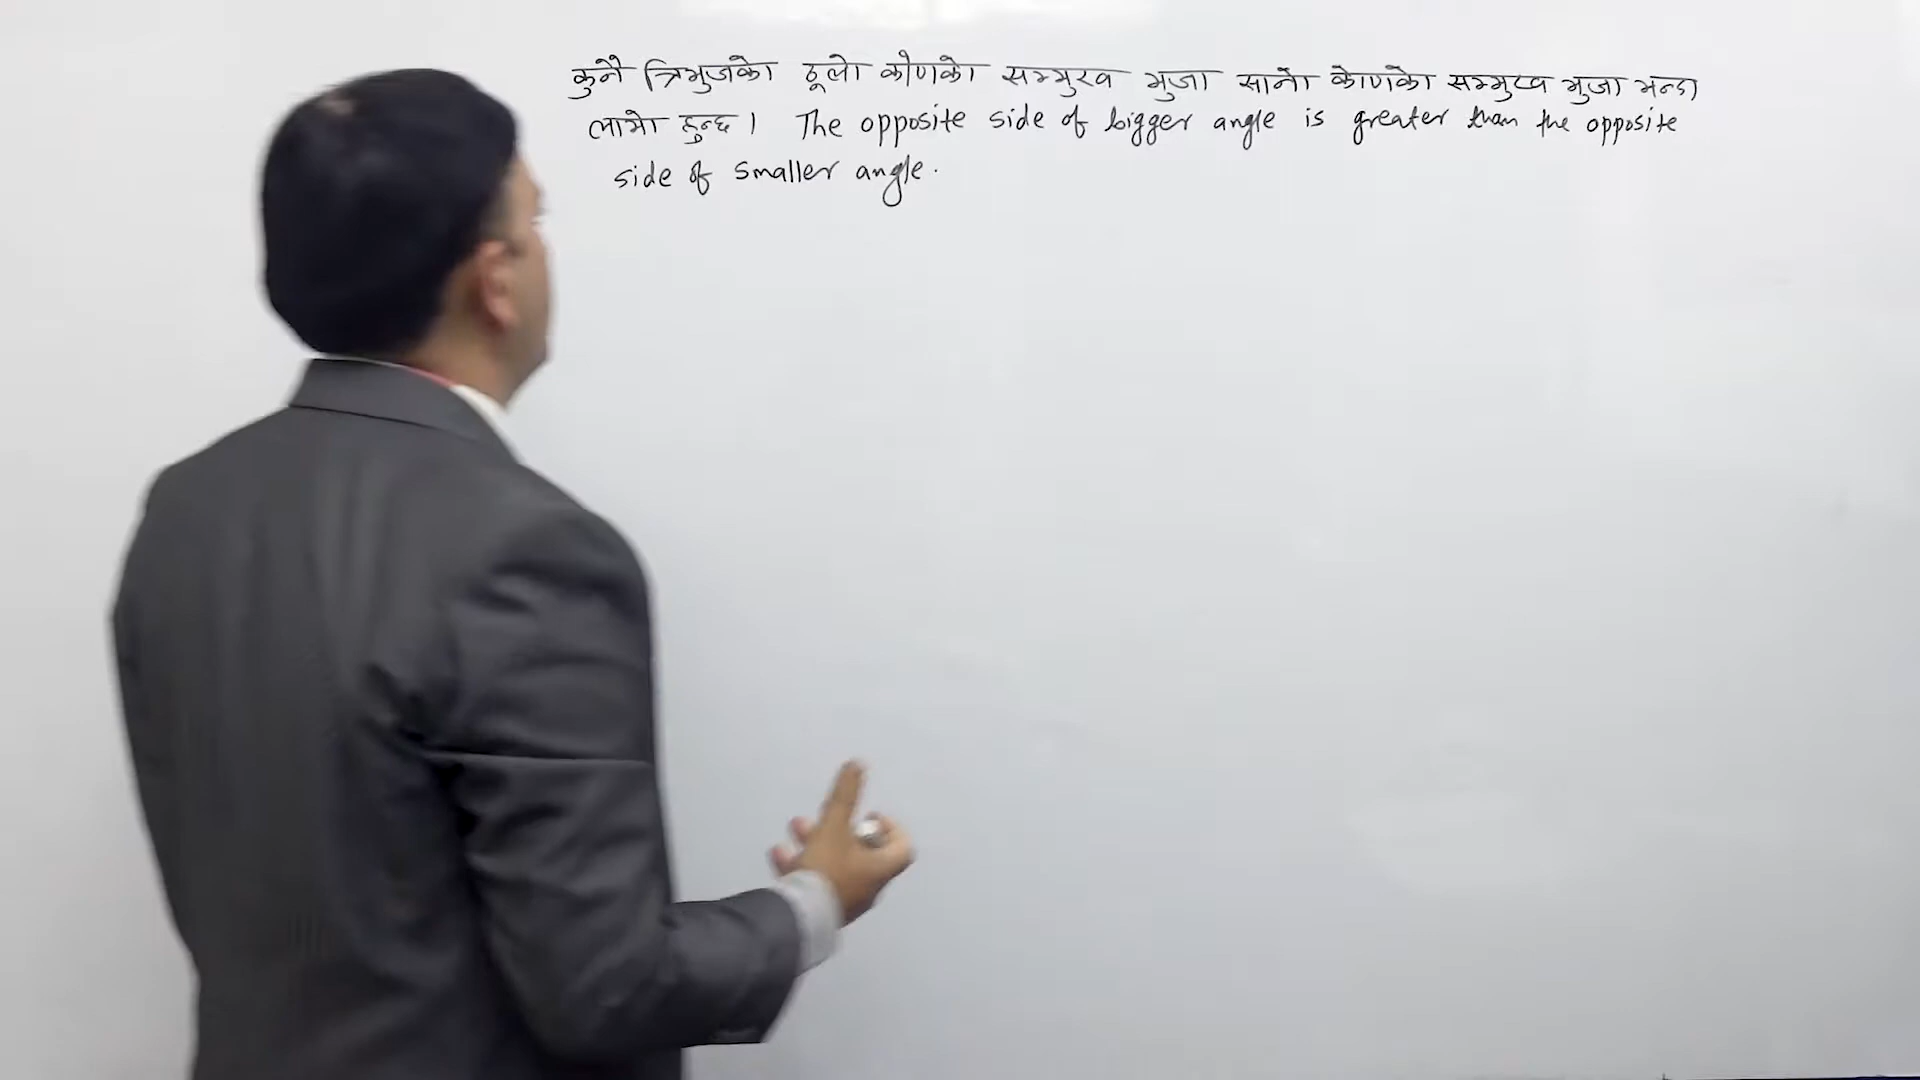 कुनै त्रिभुजको ठूलो कोणको सम्मुख भुजा सानो कोणको सम्मुख भुजा भन्दा
लामो हुन्छ । The opposite side of bigger angle is greater than the opposite
side of smaller angle.